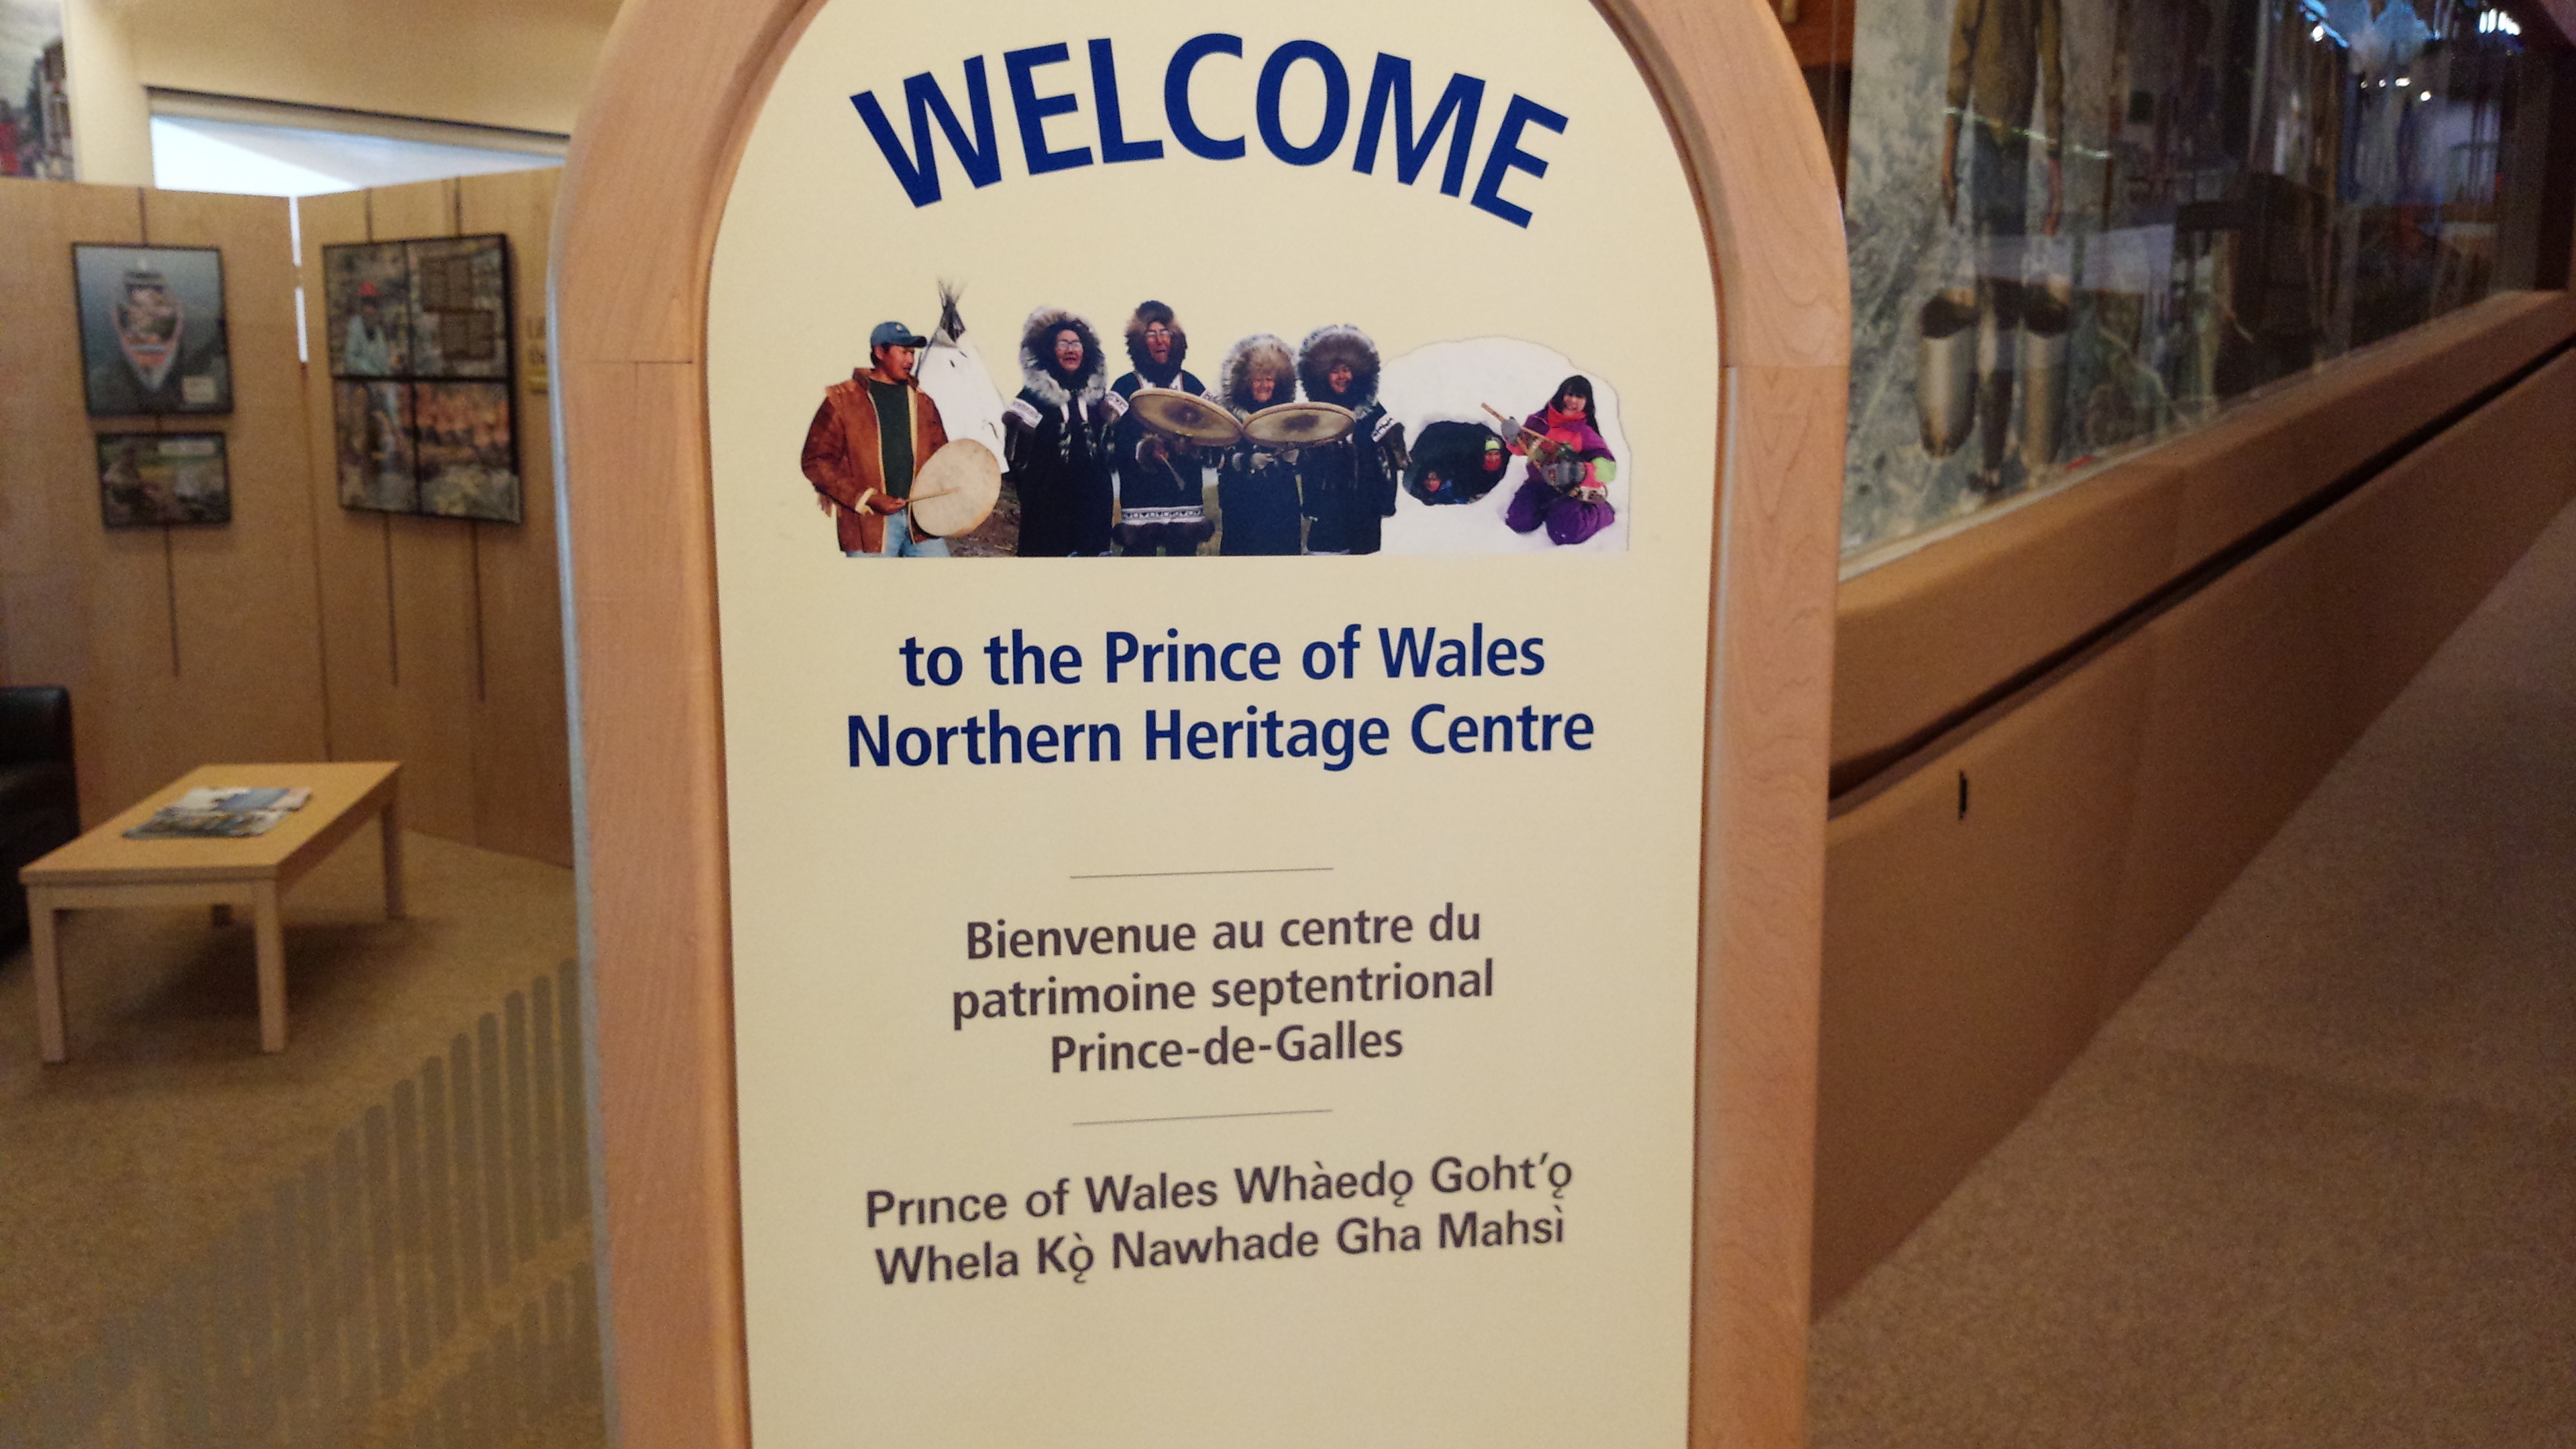 WELCOME
to the Prince of Wales
Northern Heritage Centre
Bienvenue au centre du
patrimoine septentrional
Prince-de-Galles
Prınce of Wales Whàedǫ Goht’ǫ
Whela Kǫ̀ Nawhade Gha Mahsì